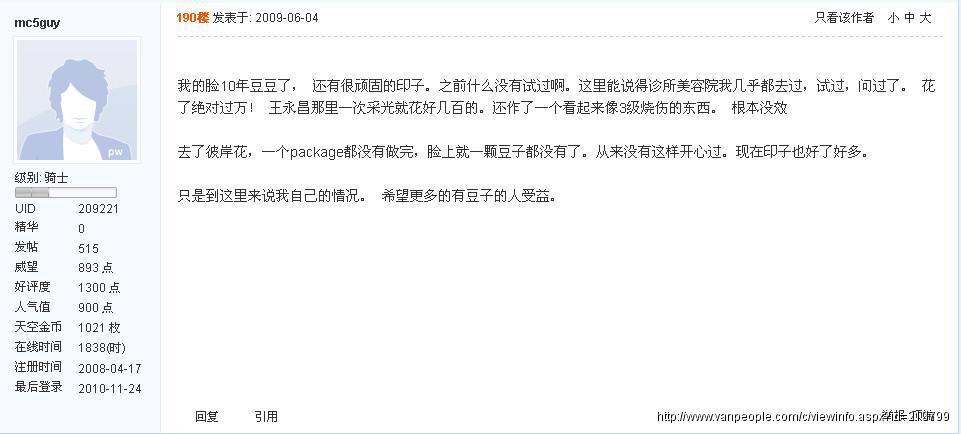 mc5guy
190楼 发表于: 2009-06-04 只看该作者 小 中 大
我的脸10年豆豆了， 还有很顽固的印子。之前什么没有试过啊。这里能说得诊所美容院我几乎都去过，试过，问过了。 花
了绝对过万！ 王永昌那里一次采光就花好几百的。还作了一个看起来像3级烧伤的东西。 根本没效
去了彼岸花，一个package都没有做完，脸上就一颗豆子都没有了。从来没有这样开心过。现在印子也好了好多。
只是到这里来说我自己的情况。 希望更多的有豆子的人受益。
pw
级别: 骑士
UID 209221
精华 0
发帖 515
威望 893 点
好评度 1300 点
人气值 900 点
天空金币 1021 枚
在线时间 1838(时)
注册时间 2008-04-17
最后登录 2010-11-24
回复 引用